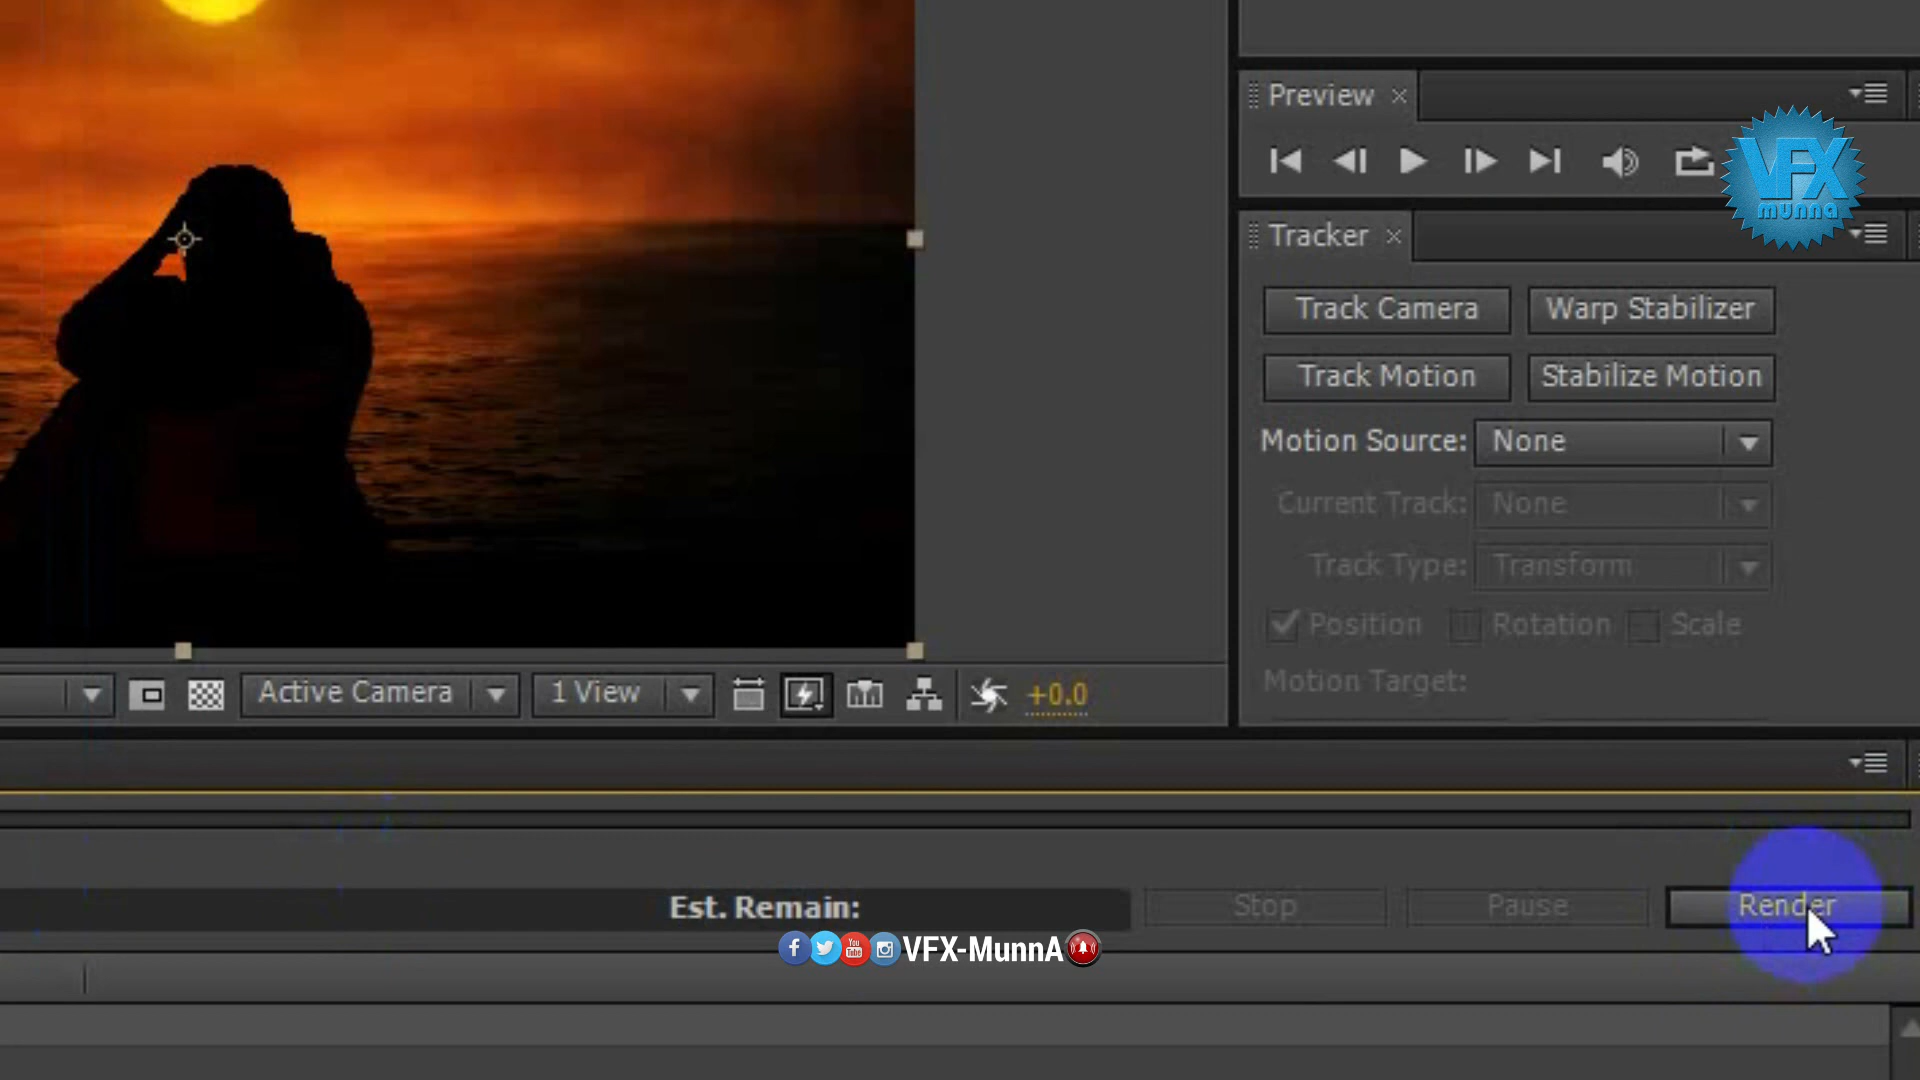 Preview
VFX
munna
Tracker
Track Camera
Warp Stabilizer
Track Motion
Stabilize Motion
Motion Source: None
Current Track: None
Track Type: Transform
Position Rotation Scale
Motion Target:
Active Camera
1 View
+0.0
Est. Remain:
Stop
Pause
Render
You
Tube
VFX-MunnA